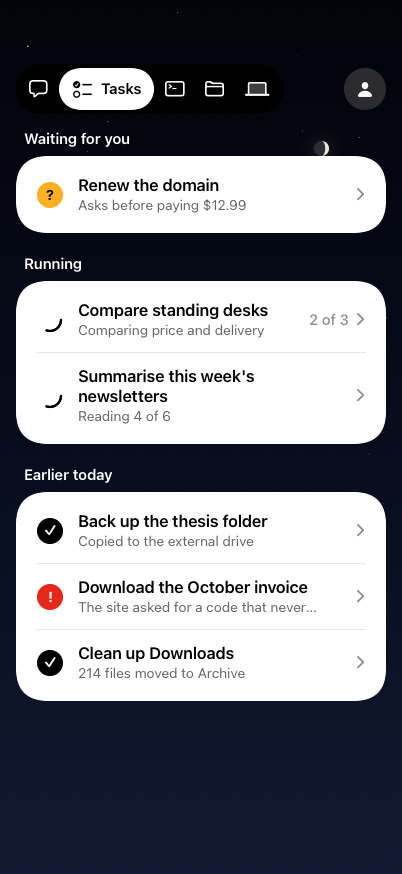 Tasks
Waiting for you
?
Renew the domain
Asks before paying $12.99
Running
Compare standing desks
Comparing price and delivery
2 of 3
Summarise this week's
newsletters
Reading 4 of 6
Earlier today
Back up the thesis folder
Copied to the external drive
!
Download the October invoice
The site asked for a code that never...
Clean up Downloads
214 files moved to Archive